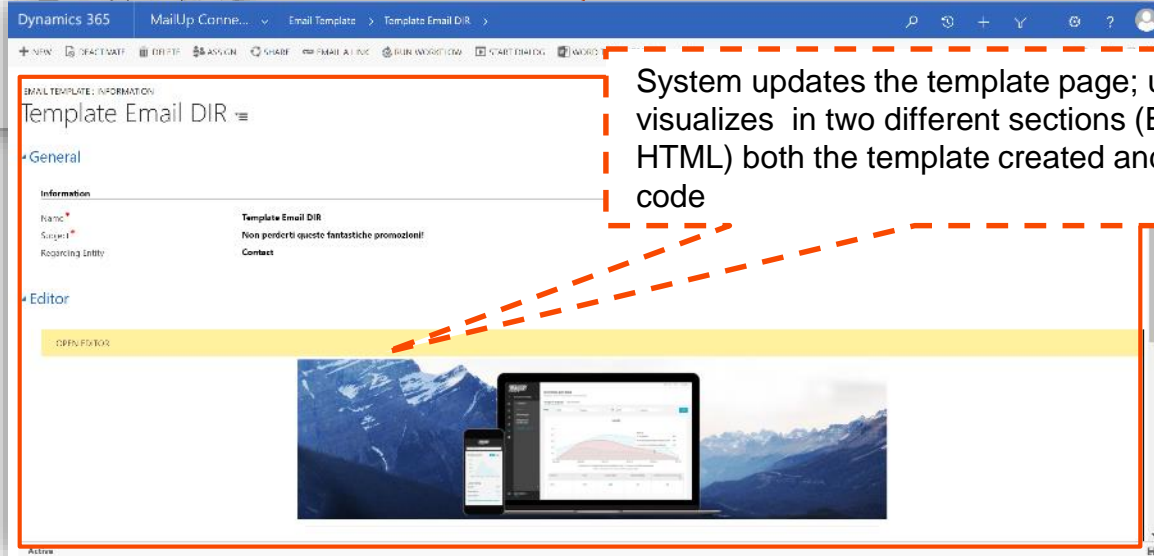 Dynamics 365 MailUp Conne... Email Template > Template Email DIR >
+ NEW DEACTIVATE DELETE ASSIGN SHARE EMAIL A LINK RUN WORKFLOW START DIALOG WORD
System updates the template page; u
visualizes in two different sections (E
HTML) both the template created and
code
EMAIL TEMPLATE : INFORMATION
Template Email DIR
General
Information
Name* Template Email DIR
Subject* Non perderti queste fantastiche promozioni!
Regarding Entity Contact
Editor
OPEN EDITOR
Active